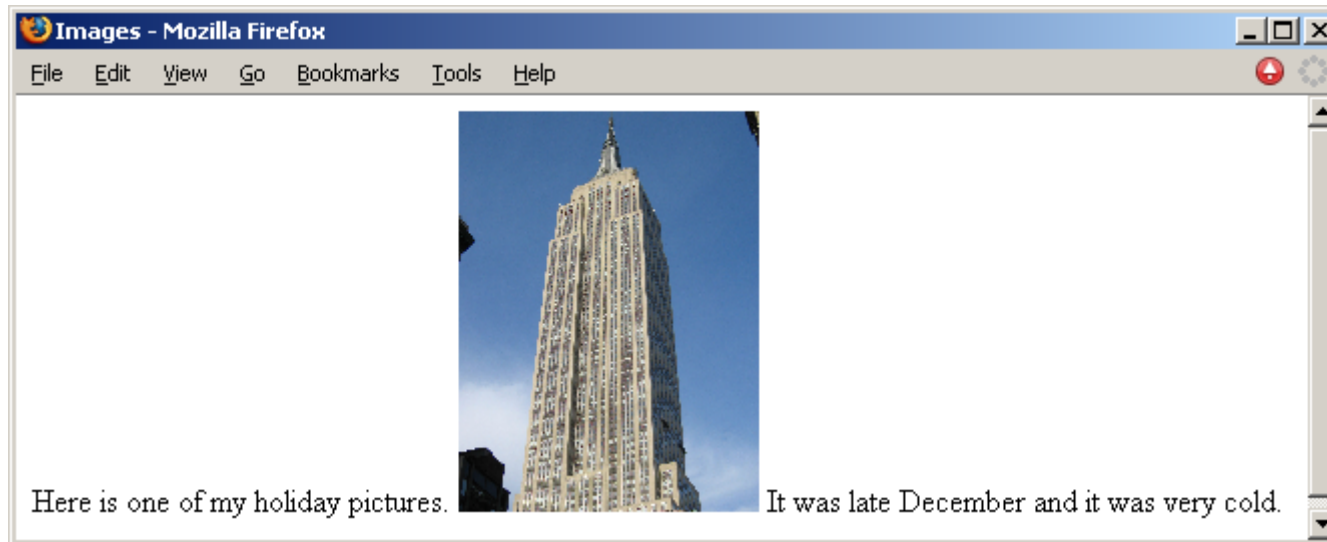 Images - Mozilla Firefox
File Edit View Go Bookmarks Tools Help
Here is one of my holiday pictures. It was late December and it was very cold.